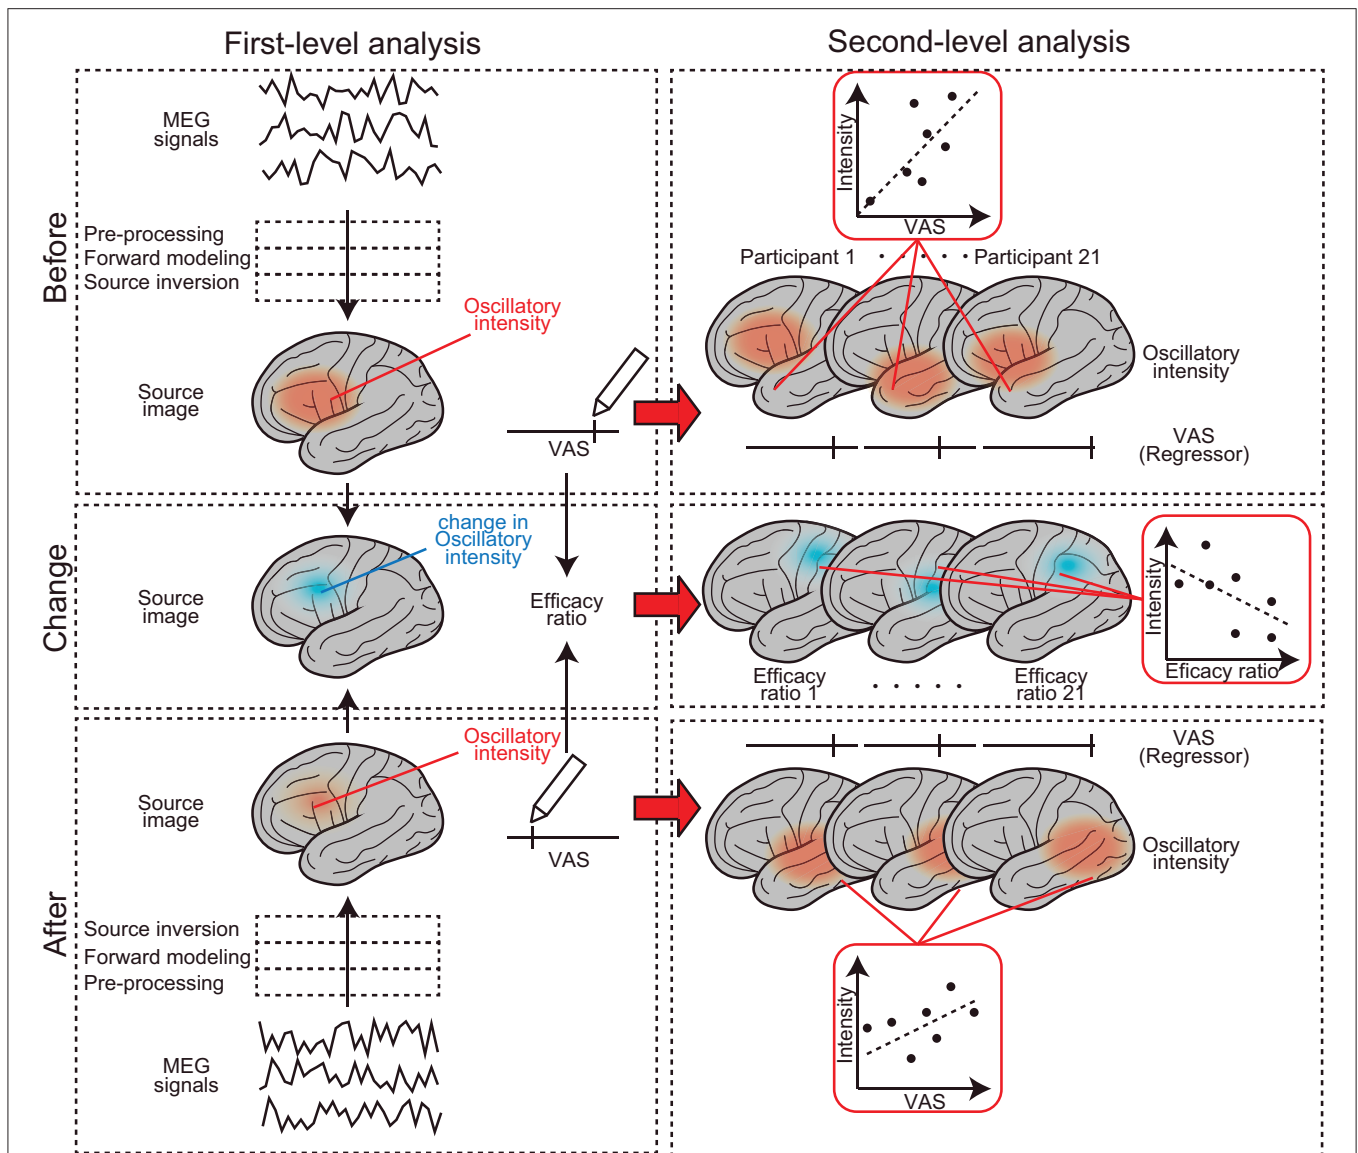 First-level analysis
Second-level analysis
Before
MEG
signals
Pre-processing
Forward modeling
Source inversion
Oscillatory
intensity
Source
image
VAS
Intensity
VAS
Participant 1 · · · · · Participant 21
Oscillatory
intensity
VAS
(Regressor)
Change
change in
Oscillatory
intensity
Source
image
Efficacy
ratio
Efficacy
ratio 1
· · · · ·
Efficacy
ratio 21
Intensity
Eficacy ratio
After
Oscillatory
intensity
Source
image
VAS
Source inversion
Forward modeling
Pre-processing
MEG
signals
VAS
(Regressor)
Oscillatory
intensity
Intensity
VAS